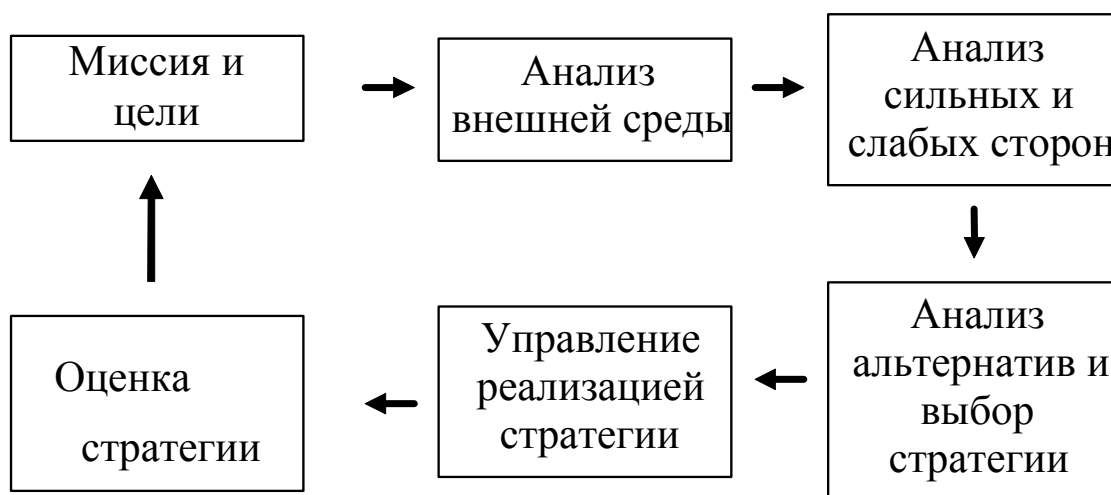 Миссия и
цели
Анализ
внешней среды
Анализ
сильных и
слабых сторон
Анализ
альтернатив и
выбор
стратегии
Управление
реализацией
стратегии
Оценка
стратегии